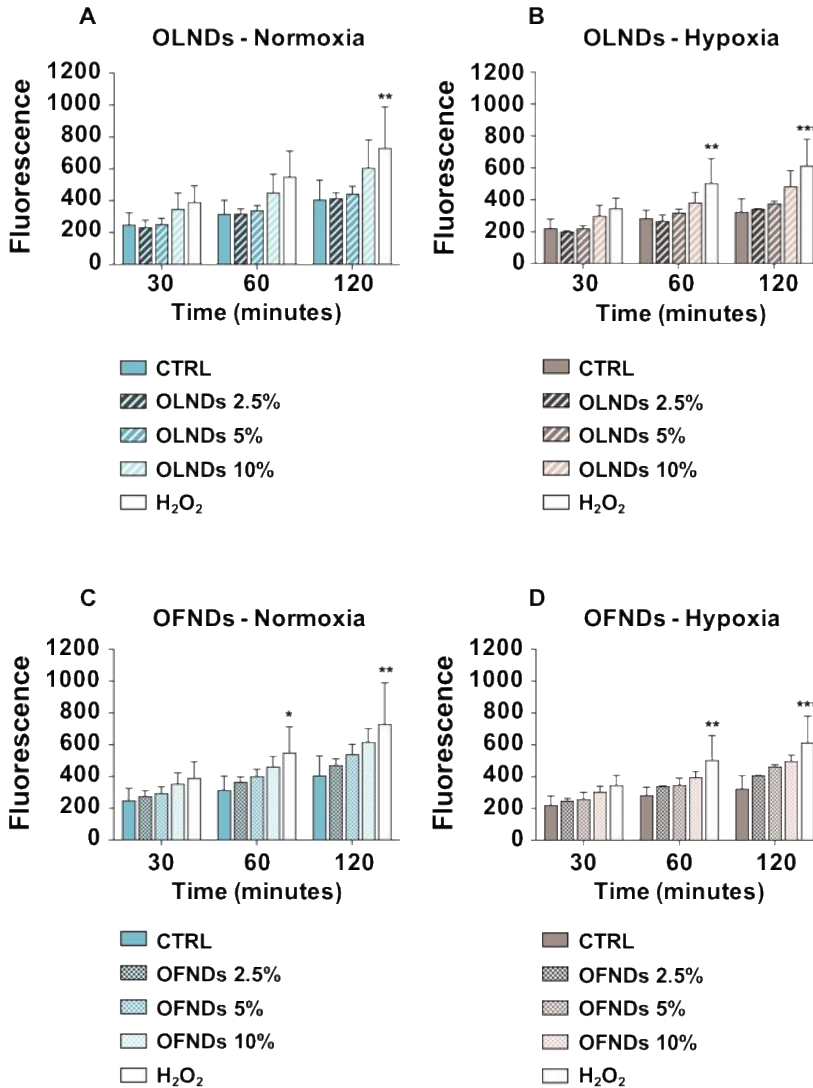 A
OLNDs - Normoxia
Fluorescence
1200
1000
800
600
400
200
0
**
30 60 120
Time (minutes)
CTRL
OLNDs 2.5%
OLNDs 5%
OLNDs 10%
H₂O₂
B
OLNDs - Hypoxia
Fluorescence
1200
1000
800
600
400
200
0
**
***
30 60 120
Time (minutes)
CTRL
OLNDs 2.5%
OLNDs 5%
OLNDs 10%
H₂O₂
C
OFNDs - Normoxia
Fluorescence
1200
1000
800
600
400
200
0
*
**
30 60 120
Time (minutes)
CTRL
OFNDs 2.5%
OFNDs 5%
OFNDs 10%
H₂O₂
D
OFNDs - Hypoxia
Fluorescence
1200
1000
800
600
400
200
0
**
***
30 60 120
Time (minutes)
CTRL
OFNDs 2.5%
OFNDs 5%
OFNDs 10%
H₂O₂